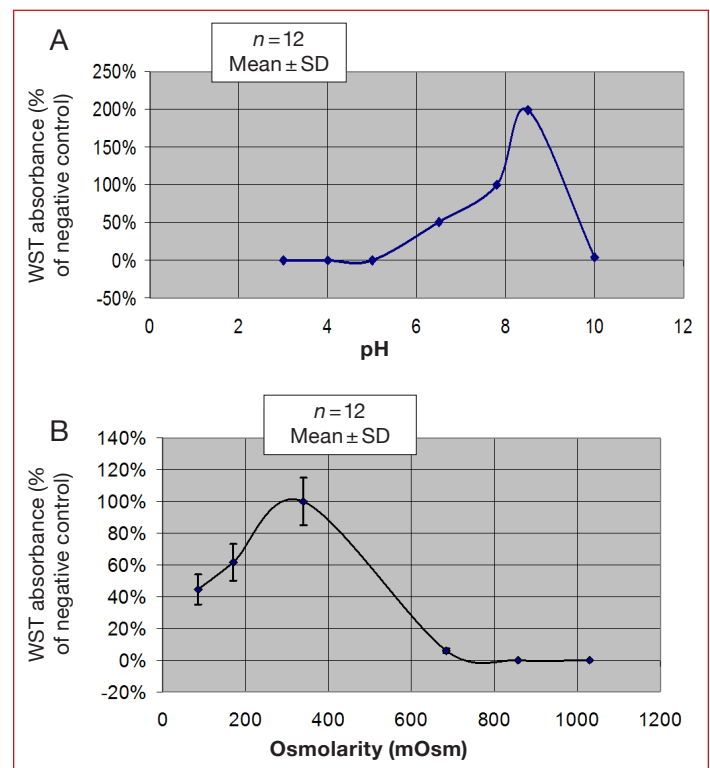 A
n=12
Mean ± SD
WST absorbance (%
of negative control)
250%
200%
150%
100%
50%
0%
-50%
0 2 4 6 8 10 12
pH
B
n=12
Mean ± SD
WST absorbance (%
of negative control)
140%
120%
100%
80%
60%
40%
20%
0%
-20%
0 200 400 600 800 1000 1200
Osmolarity (mOsm)